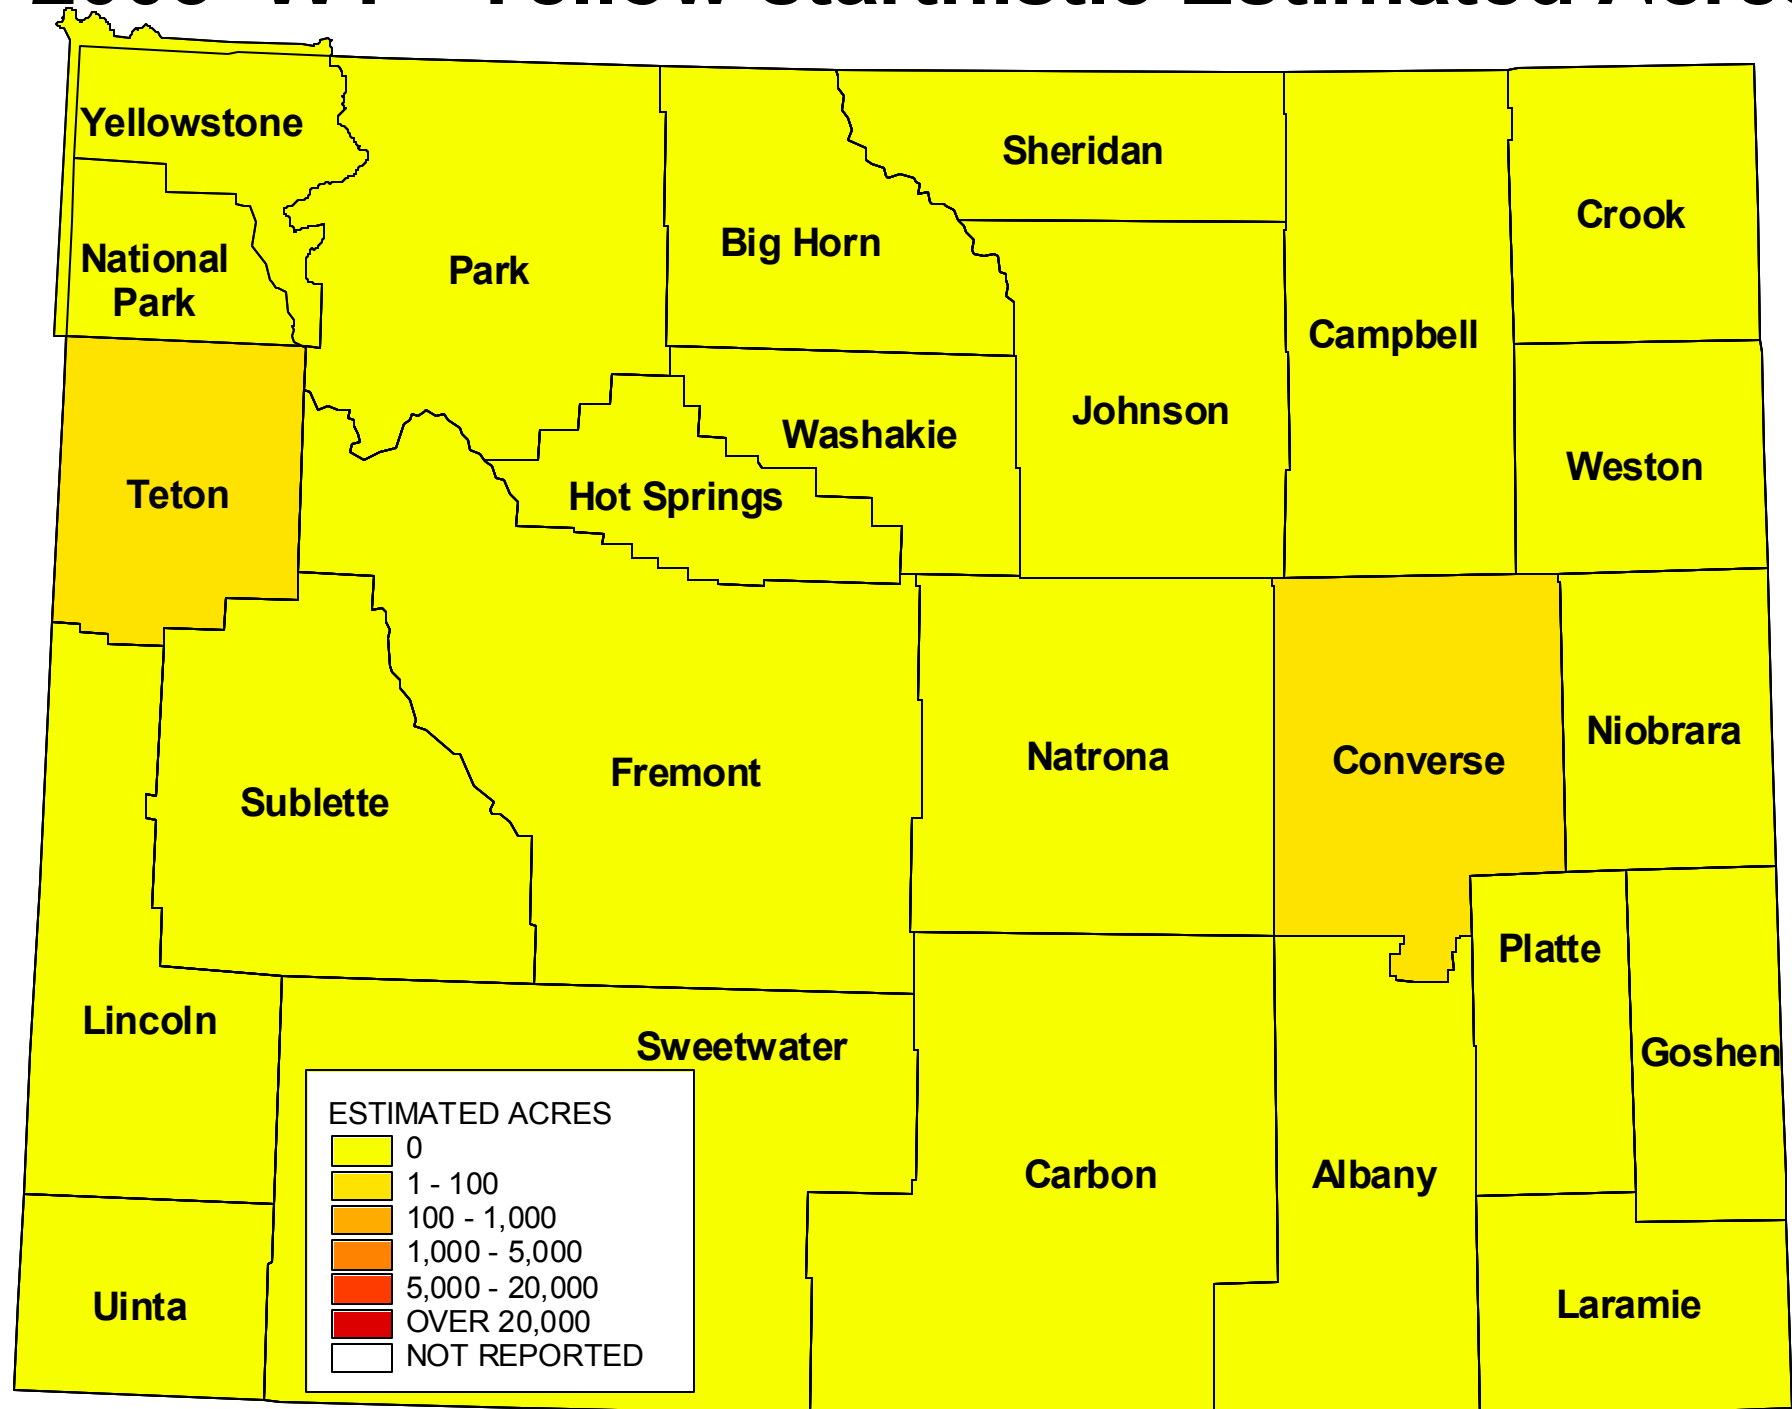 Yellowstone
National
Park
Park
Big Horn
Sheridan
Campbell
Crook
Johnson
Washakie
Hot Springs
Weston
Teton
Sublette
Fremont
Natrona
Converse
Niobrara
Platte
Goshen
Lincoln
Sweetwater
Carbon
Albany
Laramie
Uinta
ESTIMATED ACRES
0
1 - 100
100 - 1,000
1,000 - 5,000
5,000 - 20,000
OVER 20,000
NOT REPORTED